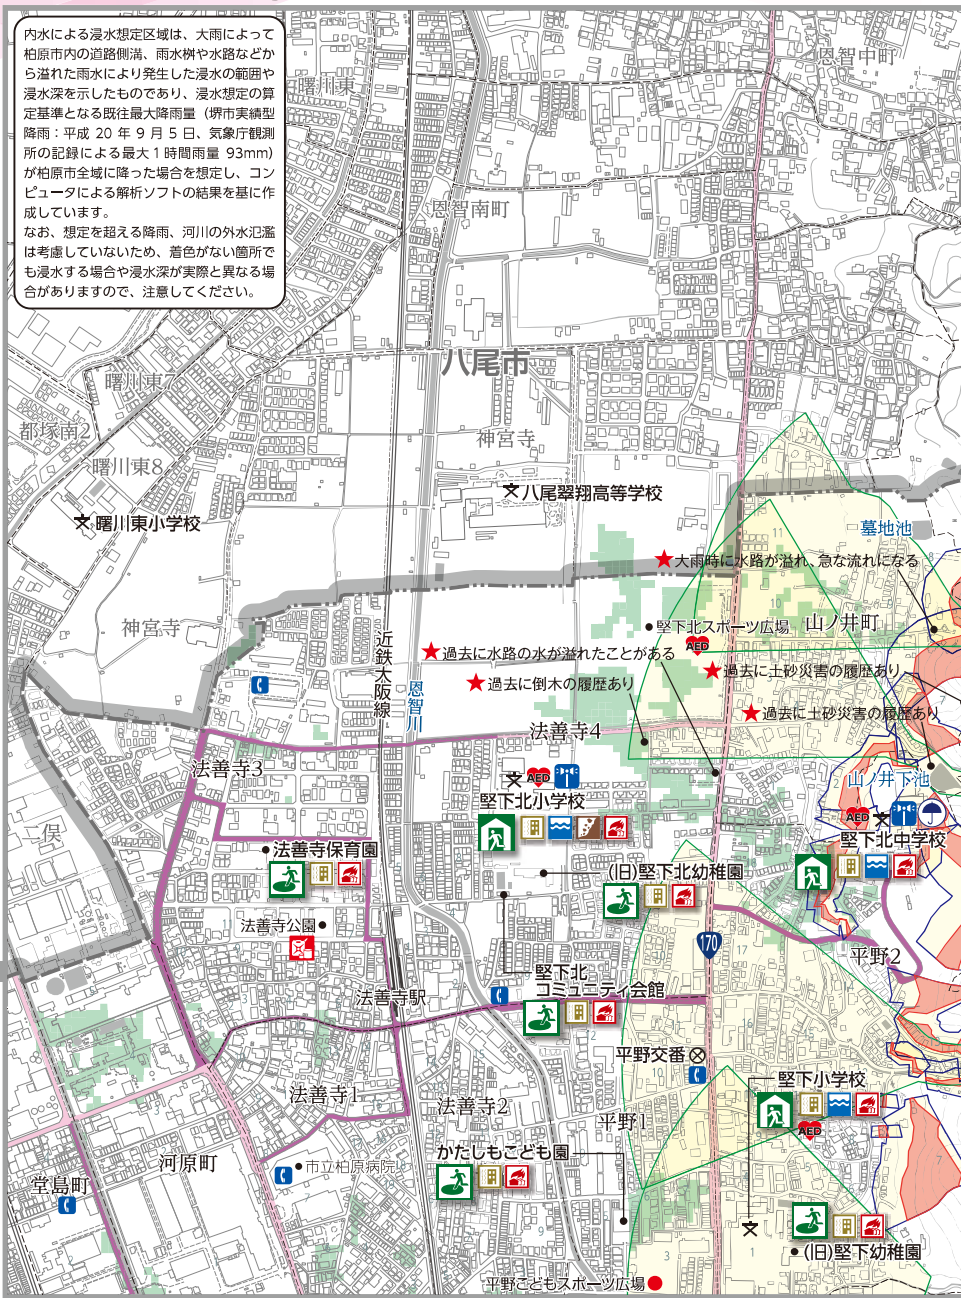 内水による浸水想定区域は、大雨によって
柏原市内の道路側溝、雨水桝や水路などか
ら溢れた雨水により発生した浸水の範囲や
浸水深を示したものであり、浸水想定の算
定基準となる既往最大降雨量（堺市実績型
降雨：平成 20 年 9 月 5 日、気象庁観測
所の記録による最大 1 時間雨量 93mm）
が柏原市全域に降った場合を想定し、コン
ピュータによる解析ソフトの結果を基に作
成しています。
なお、想定を超える降雨、河川の外水氾濫
は考慮していないため、着色がない箇所で
も浸水する場合や浸水深が実際と異なる場
合がありますので、注意してください。
恩智中町
曙川東
恩智南町
八尾市
曙川東7
都塚南2
神宮寺
曙川東8
八尾翠翔高等学校
曙川東小学校
墓地池
★大雨時に水路が溢れ、急な流れになる
神宮寺
近鉄大阪線
●堅下北スポーツ広場
山ノ井町
AED
★過去に水路の水が溢れたことがある
★過去に土砂災害の履歴あり
★過去に倒木の履歴あり
恩智川
★過去に土砂災害の履歴あり
法善寺4
法善寺3
山ノ井下池
AED
堅下北小学校
AED
堅下北中学校
二俣
●法善寺保育園
(旧)堅下北幼稚園
法善寺公園●
170
平野2
堅下北
コミュニティ会館
法善寺駅
平野交番
堅下小学校
AED
法善寺1
法善寺2
平野1
かたしもこども園
河原町
●市立柏原病院
堂島町
●(旧)堅下幼稚園
平野こどもスポーツ広場●